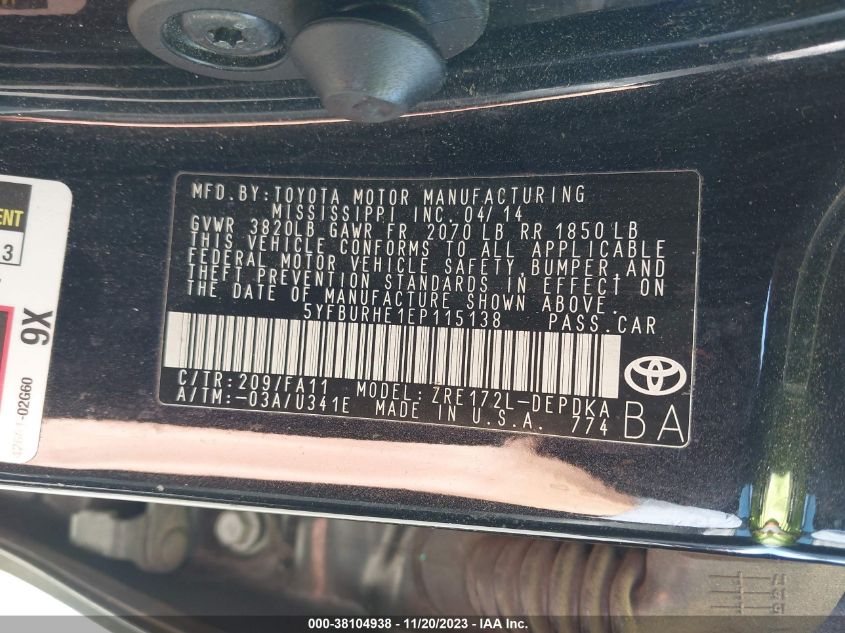 MFD.BY:TOYOTA MOTOR MANUFACTURING
MISSISSIPPI INC.04/14
GVWR 3820LB GAWR FR 2070 LB RR 1850 LB
THIS VEHICLE CONFORMS TO ALL APPLICABLE
FEDERAL MOTOR VEHICLE SAFETY,BUMPER,AND
THEFT PREVENTION STANDARDS IN EFFECT ON
THE DATE OF MANUFACTURE SHOWN ABOVE.
5YFBURHE1EP115138 PASS.CAR
C/TR:209/FA11 MODEL:ZRE172L-DEPDKA
A/TM:-03A/U341E MADE IN U.S.A. 774
BA
3
9X
-02G60
000-38104938 - 11/20/2023 - IAA Inc.